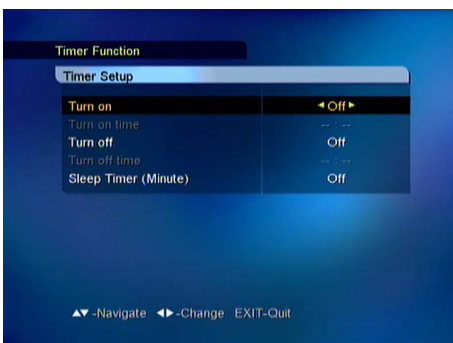 Timer Function
Timer Setup
Turn on ◄ Off ►
Turn on time -- : --
Turn off Off
Turn off time -- : --
Sleep Timer (Minute) Off
▲▼ -Navigate ◄► -Change EXIT-Quit